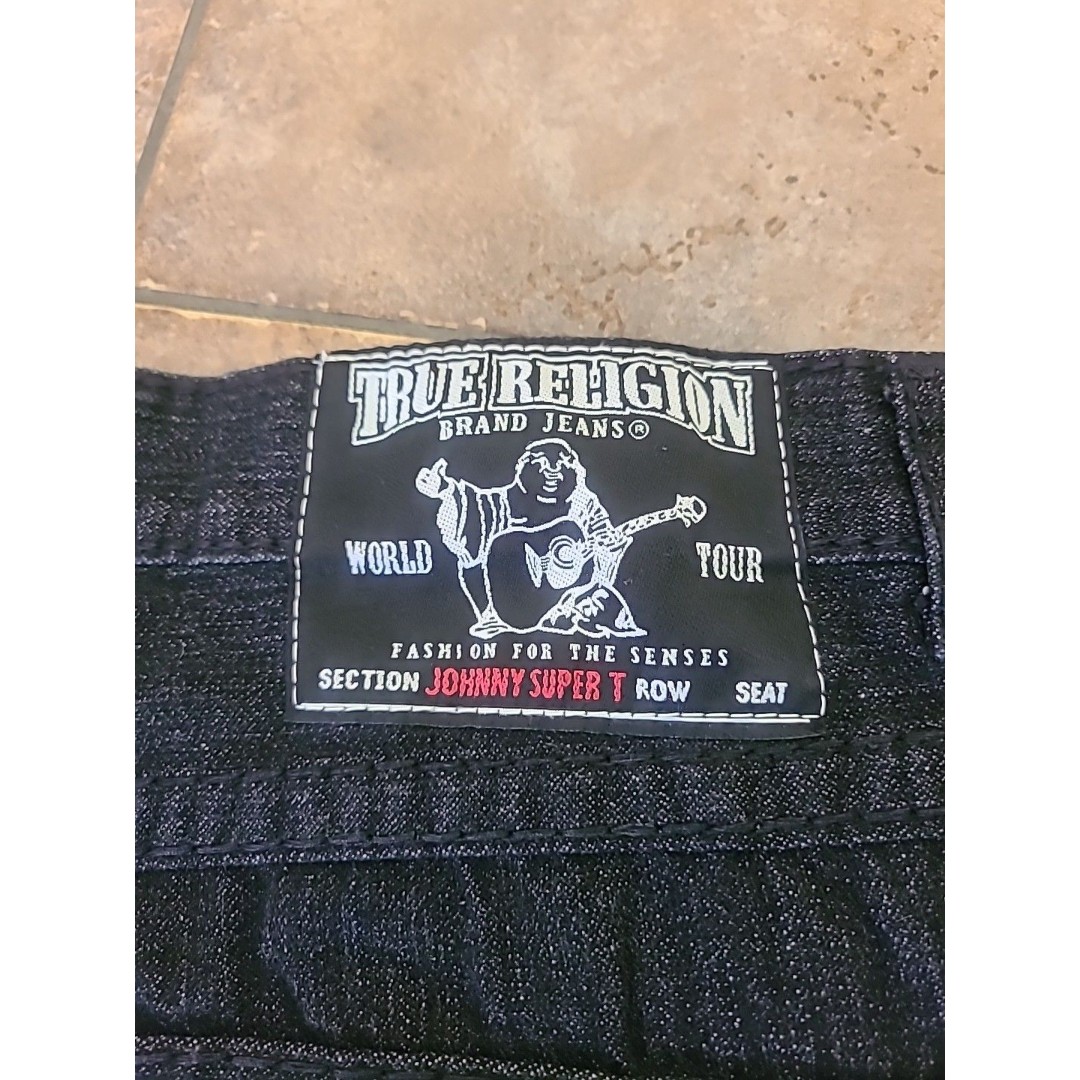 TRUE RELIGION
BRAND JEANS®
WORLD TOUR
FASHION FOR THE SENSES
SECTION JOHNNY SUPER T ROW SEAT